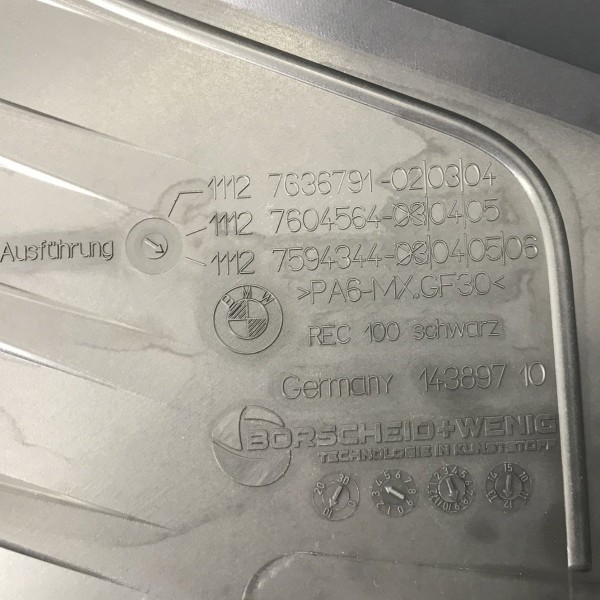 1112 7636791-02|03|04
Ausführung
1112 7604564-03|04|05
1112 7594344-03|04|05|06
BMW
>PA6-MX.GF30<
REC 100 schwarz
Germany 143897 10
BORSCHEID+WENIG
TECHNOLOGIE IN KUNSTSTOFF